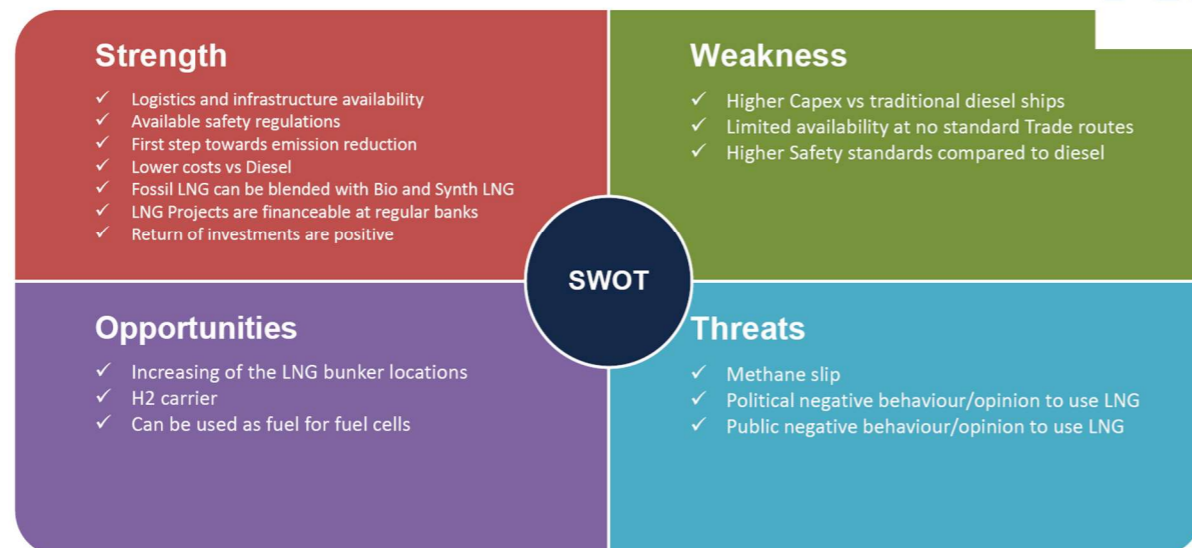 Strength
✓ Logistics and infrastructure availability
✓ Available safety regulations
✓ First step towards emission reduction
✓ Lower costs vs Diesel
✓ Fossil LNG can be blended with Bio and Synth LNG
✓ LNG Projects are financeable at regular banks
✓ Return of investments are positive
Weakness
✓ Higher Capex vs traditional diesel ships
✓ Limited availability at no standard Trade routes
✓ Higher Safety standards compared to diesel
SWOT
Opportunities
✓ Increasing of the LNG bunker locations
✓ H2 carrier
✓ Can be used as fuel for fuel cells
Threats
✓ Methane slip
✓ Political negative behaviour/opinion to use LNG
✓ Public negative behaviour/opinion to use LNG